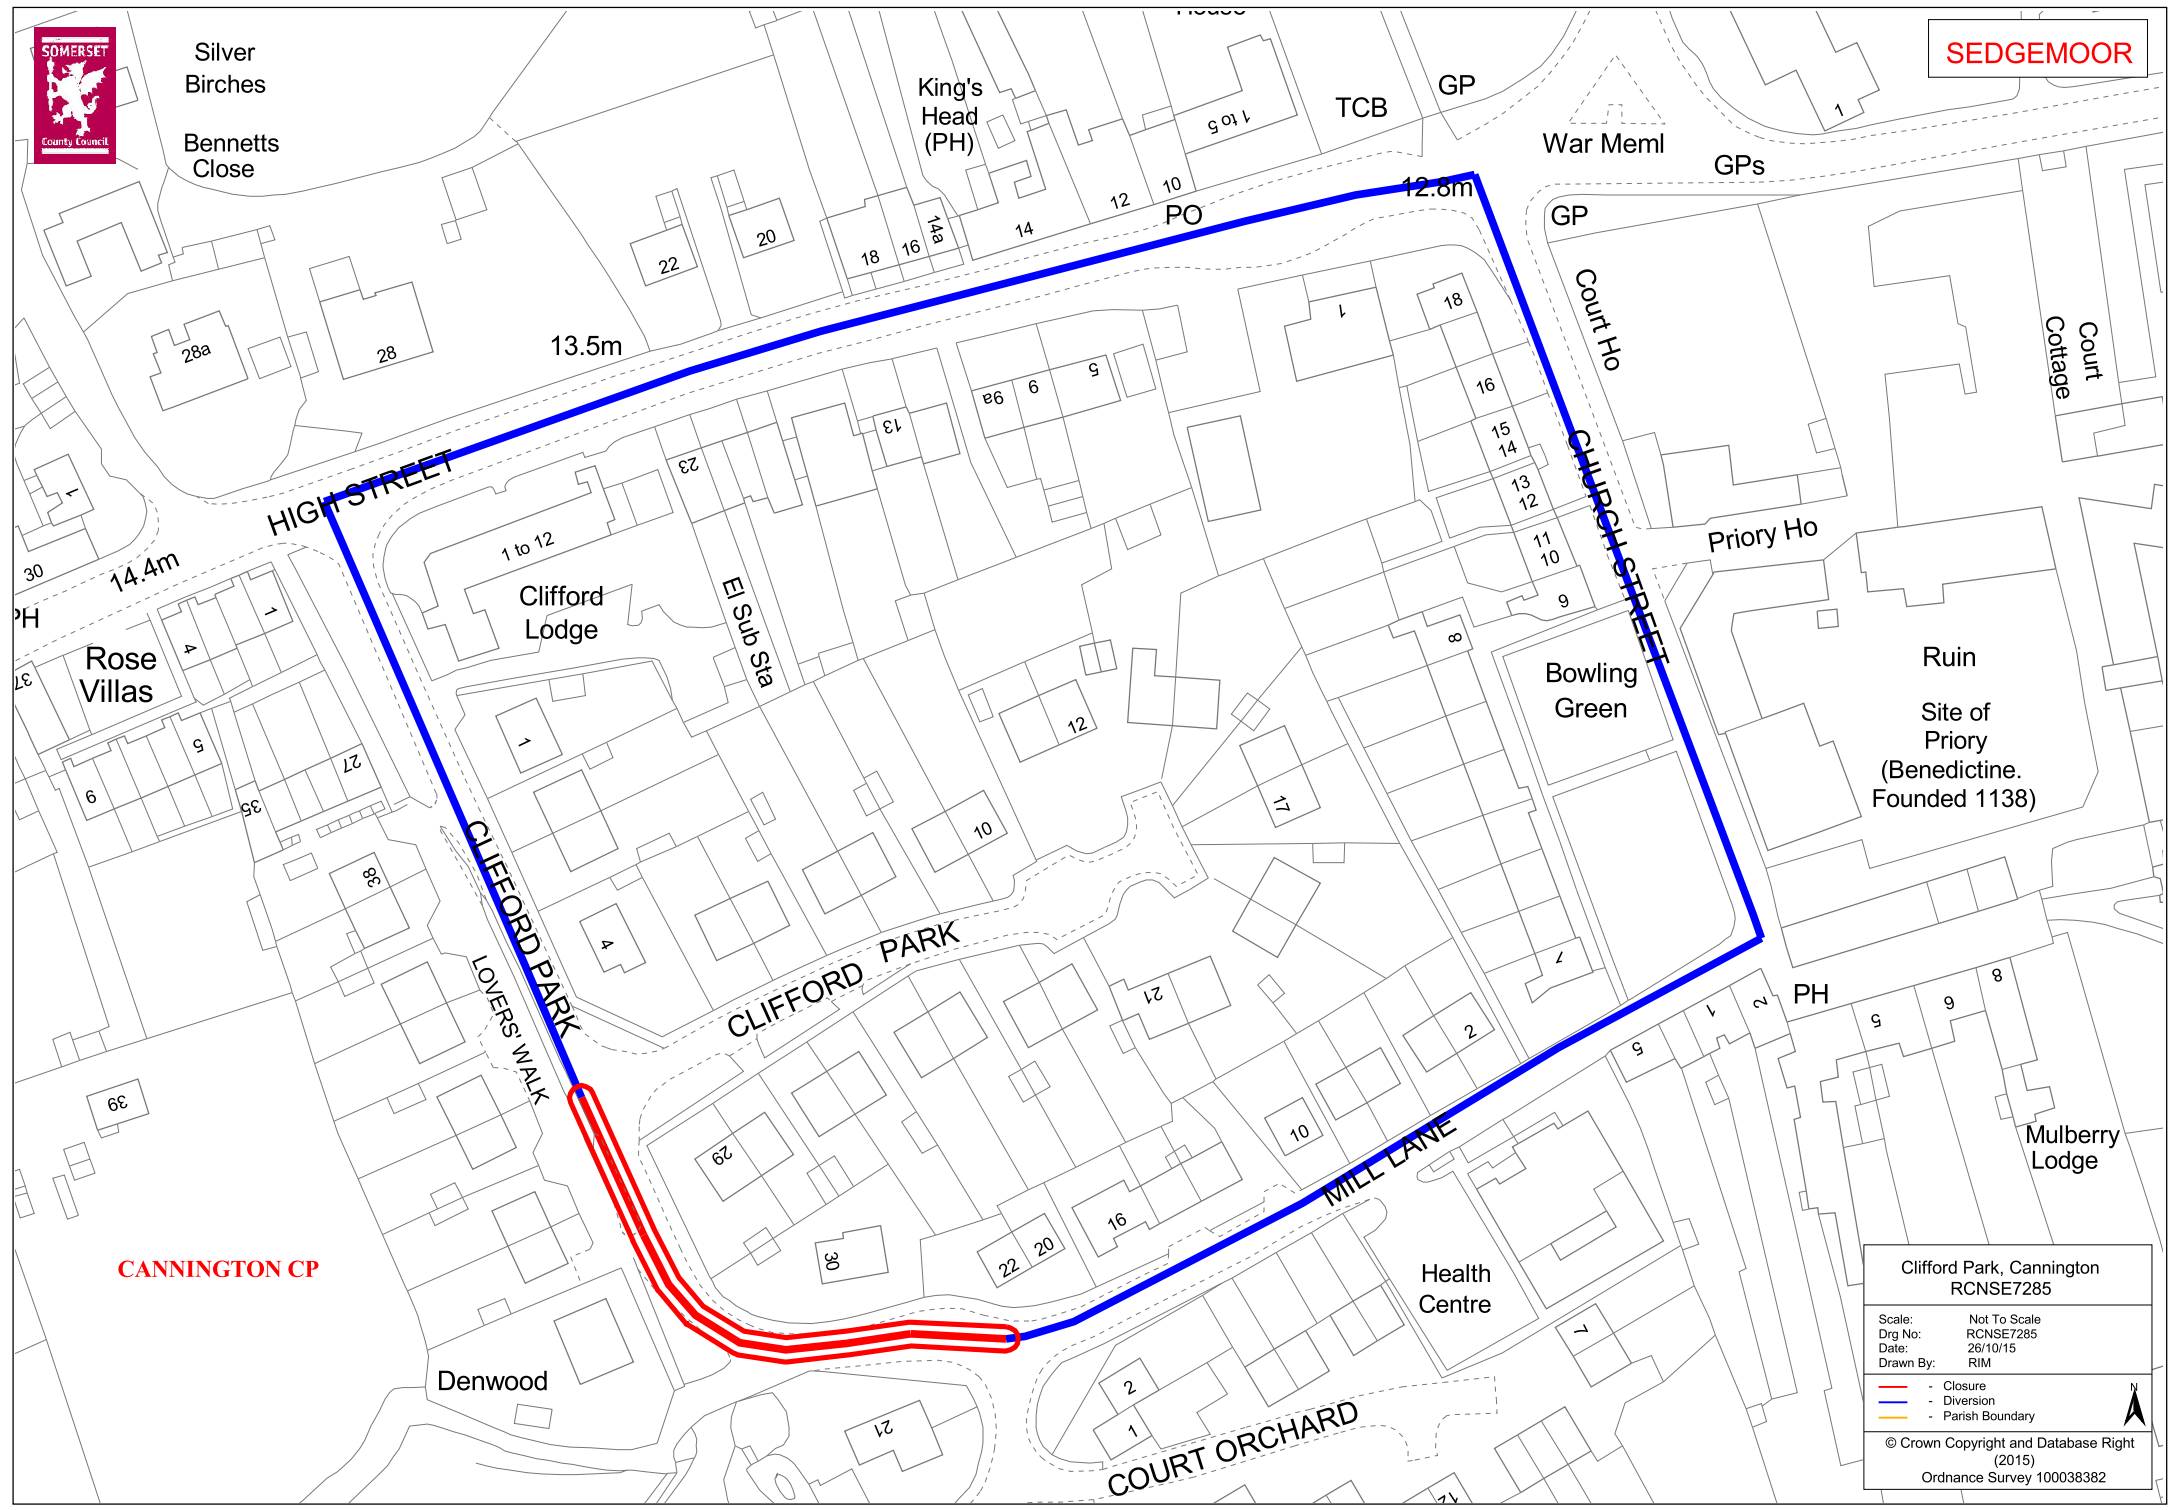 SOMERSET
County Council
SEDGEMOOR
Silver
Birches
Bennetts
Close
King's
Head
(PH)
TCB
GP
War Meml
GPs
GP
1
1 to 5
10
12
14
14a
16
18
20
22
PO
12.8m
13.5m
28a
28
HIGH STREET
14.4m
30
1
PH
37
Rose
Villas
4
1
5
9
35
27
38
1 to 12
Clifford
Lodge
El Sub Sta
23
13
9a
9
5
1
18
16
15
14
13
12
11
10
9
8
7
Court Ho
Court
Cottage
CHURCH STREET
Priory Ho
Bowling
Green
Ruin
Site of
Priory
(Benedictine.
Founded 1138)
1
4
10
12
17
21
CLIFFORD PARK
CLIFFORD PARK
LOVERS' WALK
39
29
30
22
20
16
10
2
MILL LANE
5
1
2
PH
5
6
8
Mulberry
Lodge
Health
Centre
7
CANNINGTON CP
Denwood
21
2
1
COURT ORCHARD
12
Clifford Park, Cannington
RCNSE7285
Scale: Not To Scale
Drg No: RCNSE7285
Date: 26/10/15
Drawn By: RIM
- Closure
- Diversion
- Parish Boundary
N
© Crown Copyright and Database Right
(2015)
Ordnance Survey 100038382